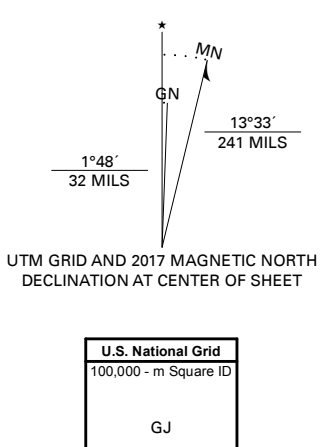 ★
MN
GN
13°33´
241 MILS
1°48´
32 MILS
UTM GRID AND 2017 MAGNETIC NORTH
DECLINATION AT CENTER OF SHEET
U.S. National Grid
100,000 - m Square ID
GJ